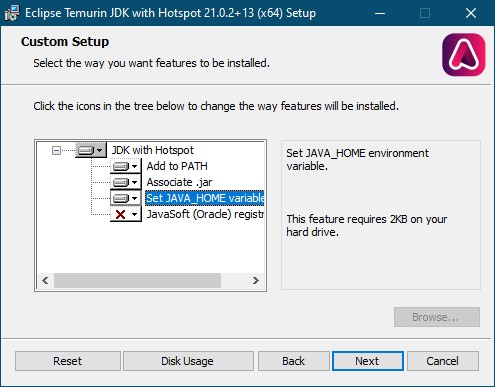 Eclipse Temurin JDK with Hotspot 21.0.2+13 (x64) Setup
Custom Setup
Select the way you want features to be installed.
Click the icons in the tree below to change the way features will be installed.
JDK with Hotspot
Add to PATH
Associate .jar
Set JAVA_HOME variable
JavaSoft (Oracle) registr
Set JAVA_HOME environment
variable.
This feature requires 2KB on your
hard drive.
Browse...
Reset
Disk Usage
Back
Next
Cancel